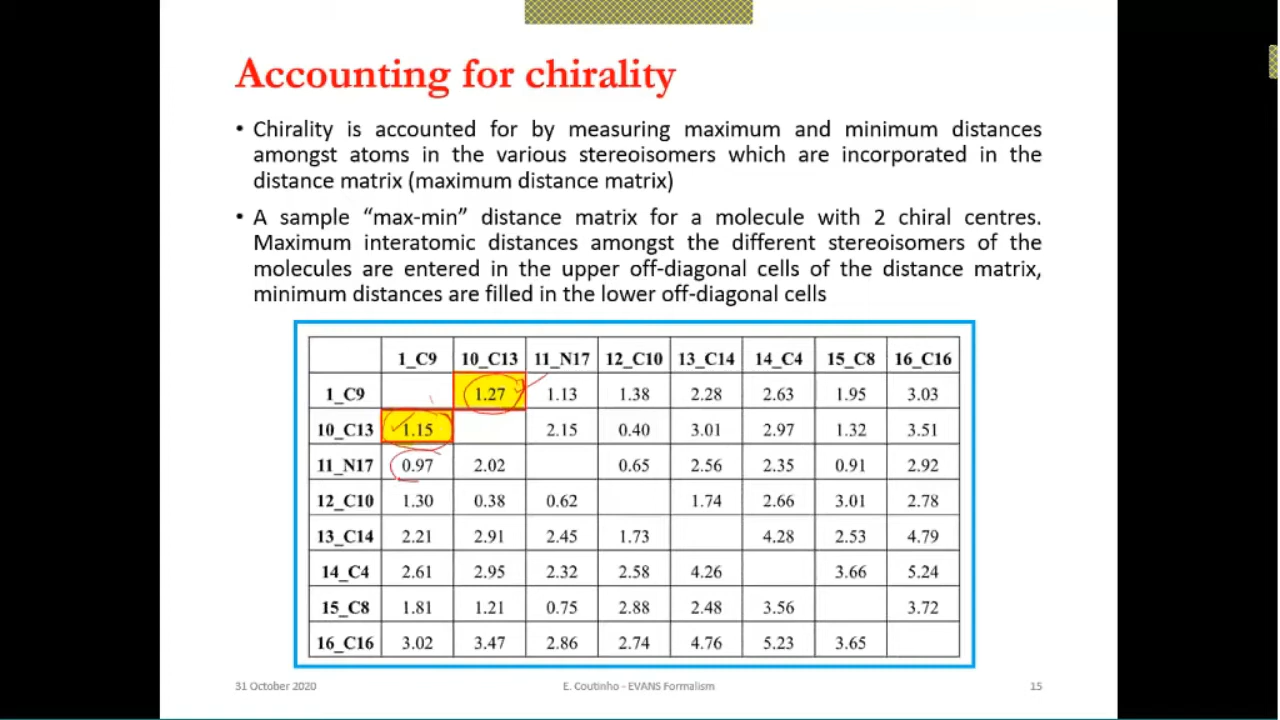 Accounting for chirality
• Chirality is accounted for by measuring maximum and minimum distances
amongst atoms in the various stereoisomers which are incorporated in the
distance matrix (maximum distance matrix)
• A sample “max-min” distance matrix for a molecule with 2 chiral centres.
Maximum interatomic distances amongst the different stereoisomers of the
molecules are entered in the upper off-diagonal cells of the distance matrix,
minimum distances are filled in the lower off-diagonal cells
1_C9 10_C13 11_N17 12_C10 13_C14 14_C4 15_C8 16_C16
1_C9 1.27 1.13 1.38 2.28 2.63 1.95 3.03
10_C13 1.15 2.15 0.40 3.01 2.97 1.32 3.51
11_N17 0.97 2.02 0.65 2.56 2.35 0.91 2.92
12_C10 1.30 0.38 0.62 1.74 2.66 3.01 2.78
13_C14 2.21 2.91 2.45 1.73 4.28 2.53 4.79
14_C4 2.61 2.95 2.32 2.58 4.26 3.66 5.24
15_C8 1.81 1.21 0.75 2.88 2.48 3.56 3.72
16_C16 3.02 3.47 2.86 2.74 4.76 5.23 3.65
31 October 2020 E. Coutinho - EVANS Formalism 15